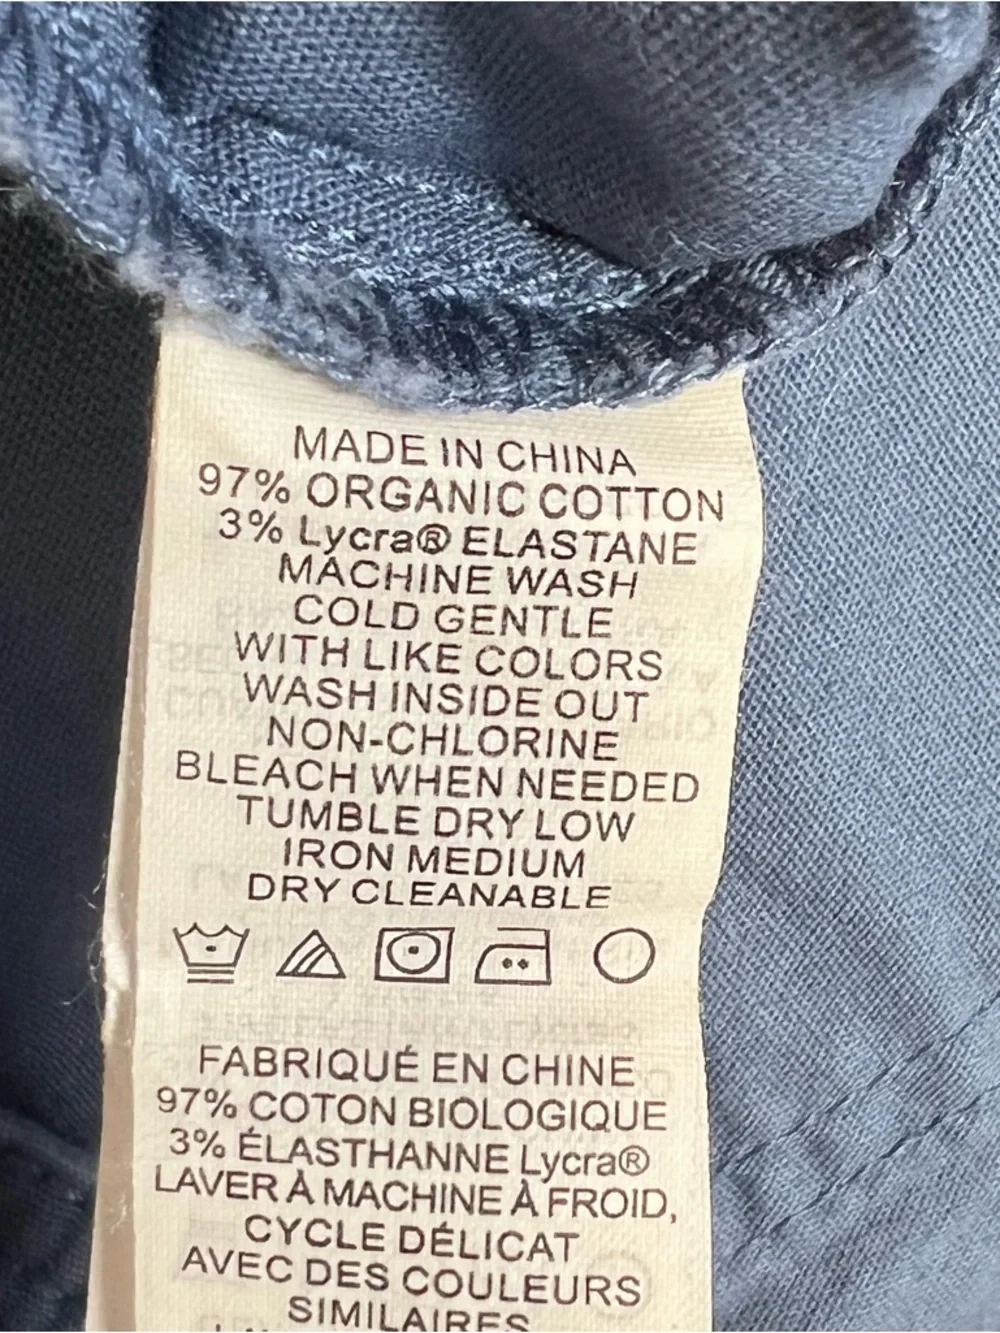 MADE IN CHINA
97% ORGANIC COTTON
3% Lycra® ELASTANE
MACHINE WASH
COLD GENTLE
WITH LIKE COLORS
WASH INSIDE OUT
NON-CHLORINE
BLEACH WHEN NEEDED
TUMBLE DRY LOW
IRON MEDIUM
DRY CLEANABLE
FABRIQUÉ EN CHINE
97% COTON BIOLOGIQUE
3% ÉLASTHANNE Lycra®
LAVER À MACHINE À FROID,
CYCLE DÉLICAT
AVEC DES COULEURS
SIMILAIRES